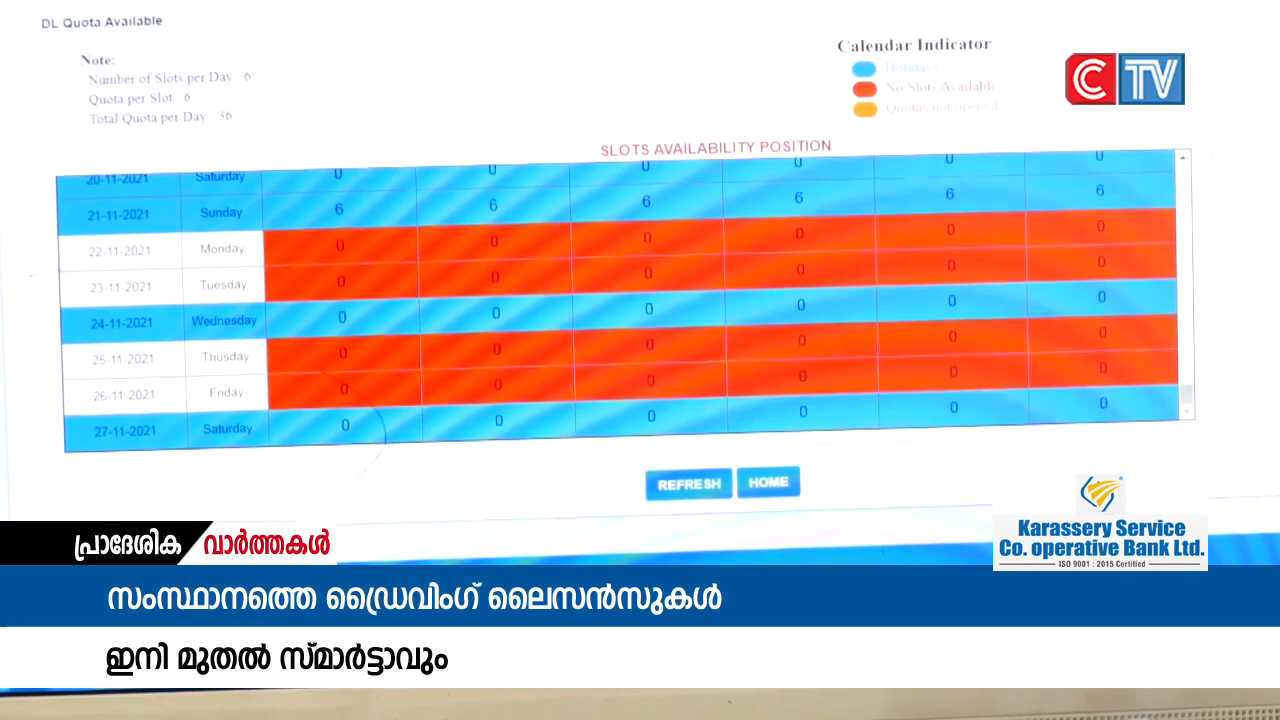 DL Quota Available
Note:
Number of Slots per Day 6
Quota per Slot 6
Total Quota per Day 36
Calendar Indicator
Holidays
No Slots Available
Quotas not opened
CTV
SLOTS AVAILABILITY POSITION
20-11-2021 Saturday 0 0 0 0 0 0
21-11-2021 Sunday 6 6 6 6 6 6
22-11-2021 Monday 0 0 0 0 0 0
23-11-2021 Tuesday 0 0 0 0 0 0
24-11-2021 Wednesday 0 0 0 0 0 0
25-11-2021 Thusday 0 0 0 0 0 0
26-11-2021 Friday 0 0 0 0 0 0
27-11-2021 Saturday 0 0 0 0 0 0
REFRESH HOME
Karassery Service
Co. operative Bank Ltd.
ISO 9001 : 2015 Certified
പ്രാദേശിക വാർത്തകൾ
സംസ്ഥാനത്തെ ഡ്രൈവിംഗ് ലൈസൻസുകൾ
ഇനി മുതൽ സ്മാർട്ടാവും